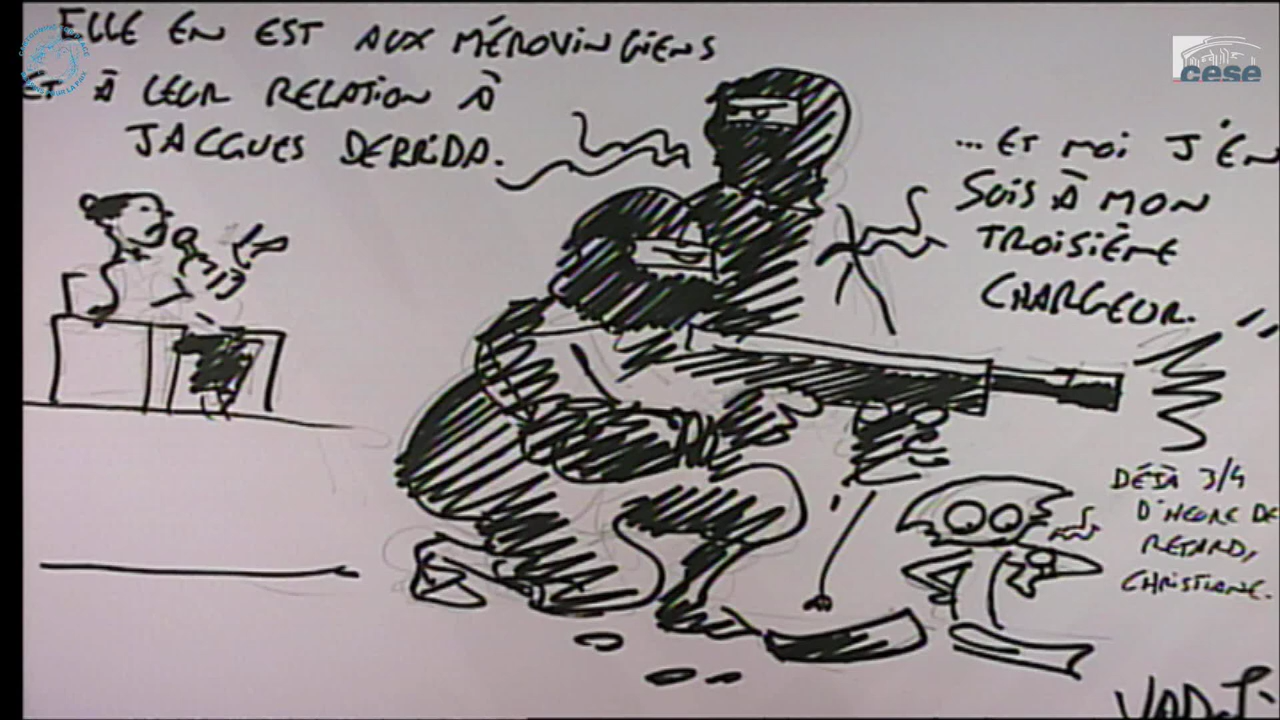 ELLE EN EST AUX MÉROVINGIENS
ET À LEUR RELATION À
JACQUES DERRIDA.
... ET MOI J'EN
SUIS À MON
TROISIÈME
CHARGEUR.
DÉJÀ 3/4
D'HEURE DE
RETARD,
CHRISTIANE.
cese